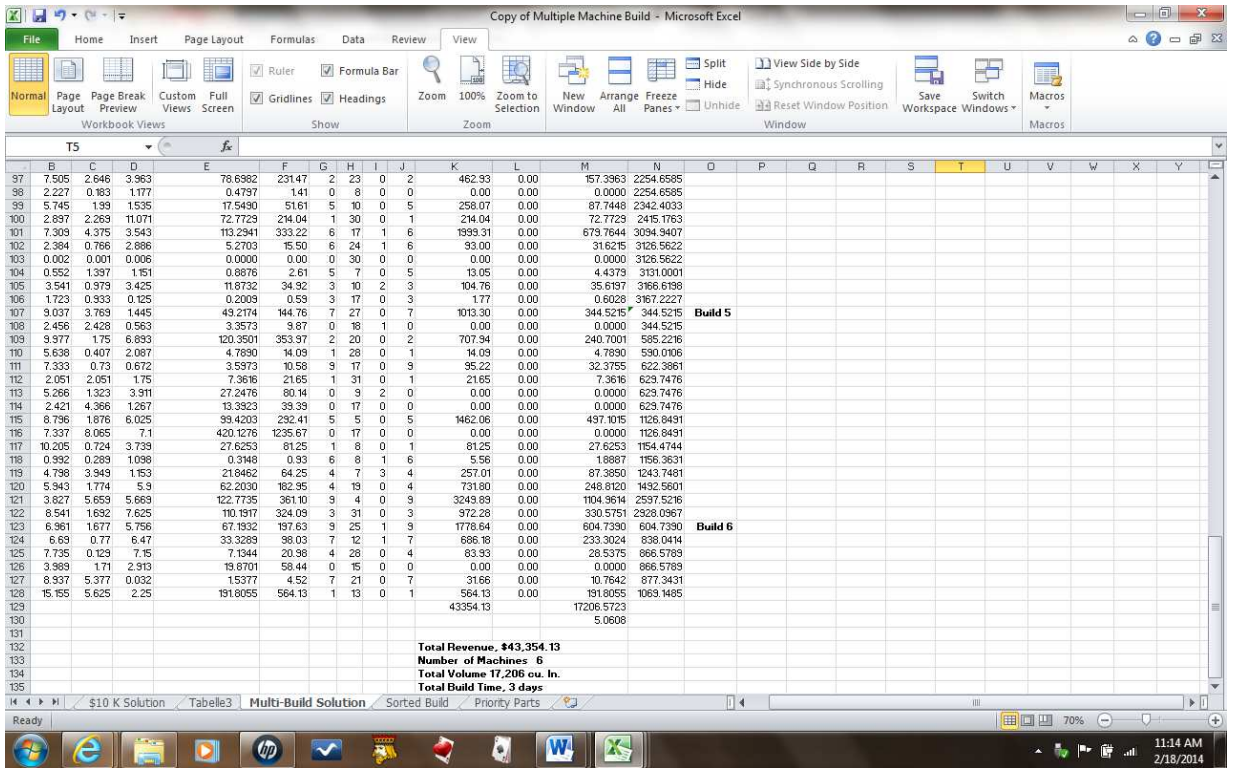 Copy of Multiple Machine Build - Microsoft Excel
File Home Insert Page Layout Formulas Data Review View
Normal Page Layout Page Break Preview Custom Views Full Screen
Workbook Views
Ruler Formula Bar
Gridlines Headings
Show
Zoom 100% Zoom to Selection
Zoom
New Window Arrange All Freeze Panes
Split
Hide
Unhide
View Side by Side
Synchronous Scrolling
Reset Window Position
Window
Save Workspace Switch Windows
Macros
Macros
T5 fx
B C D E F G H I J K L M N O P Q R S T U V W X Y
97 7.505 2.646 3.963 78.6982 231.47 2 23 0 2 462.93 0.00 157.3963 2254.6585
98 2.227 0.183 1.177 0.4797 1.41 0 8 0 0 0.00 0.00 0.0000 2254.6585
99 5.745 1.99 1.535 17.5490 51.61 5 10 0 5 258.07 0.00 87.7448 2342.4033
100 2.897 2.269 11.071 72.7729 214.04 1 30 0 1 214.04 0.00 72.7729 2415.1763
101 7.309 4.375 3.543 113.2941 333.22 6 17 1 6 1999.31 0.00 679.7644 3094.9407
102 2.384 0.766 2.886 5.2703 15.50 6 24 1 6 93.00 0.00 31.6215 3126.5622
103 0.002 0.001 0.006 0.0000 0.00 0 30 0 0 0.00 0.00 0.0000 3126.5622
104 0.552 1.397 1.151 0.8876 2.61 5 7 0 5 13.05 0.00 4.4379 3131.0001
105 3.541 0.979 3.425 11.8732 34.92 3 10 2 3 104.76 0.00 35.6197 3166.6198
106 1.723 0.933 0.125 0.2009 0.59 3 17 0 3 1.77 0.00 0.6028 3167.2227
107 9.037 3.769 1.445 49.2174 144.76 7 27 0 7 1013.30 0.00 344.5215 344.5215 Build 5
108 2.456 2.428 0.563 3.3573 9.87 0 18 1 0 0.00 0.00 0.0000 344.5215
109 9.977 1.75 6.893 120.3501 353.97 2 20 0 2 707.94 0.00 240.7001 585.2216
110 5.638 0.407 2.087 4.7890 14.09 1 28 0 1 14.09 0.00 4.7890 590.0106
111 7.333 0.73 0.672 3.5973 10.58 9 17 0 9 95.22 0.00 32.3755 622.3861
112 2.051 2.051 1.75 7.3616 21.65 1 31 0 1 21.65 0.00 7.3616 629.7476
113 5.266 1.323 3.911 27.2476 80.14 0 9 2 0 0.00 0.00 0.0000 629.7476
114 2.421 4.366 1.267 13.3923 39.39 0 17 0 0 0.00 0.00 0.0000 629.7476
115 8.796 1.876 6.025 99.4203 292.41 5 5 0 5 1462.06 0.00 497.1015 1126.8491
116 7.337 8.065 7.1 420.1276 1235.67 0 17 0 0 0.00 0.00 0.0000 1126.8491
117 10.205 0.724 3.739 27.6253 81.25 1 8 0 1 81.25 0.00 27.6253 1154.4744
118 0.992 0.289 1.098 0.3148 0.93 6 8 1 6 5.56 0.00 1.8887 1156.3631
119 4.798 3.949 1.153 21.8462 64.25 4 7 3 4 257.01 0.00 87.3850 1243.7481
120 5.943 1.774 5.9 62.2030 182.95 4 19 0 4 731.80 0.00 248.8120 1492.5601
121 3.827 5.659 5.669 122.7735 361.10 9 4 0 9 3249.89 0.00 1104.9614 2597.5216
122 8.541 1.692 7.625 110.1917 324.09 3 31 0 3 972.28 0.00 330.5751 2928.0967
123 6.961 1.677 5.756 67.1932 197.63 9 25 1 9 1778.64 0.00 604.7390 604.7390 Build 6
124 6.69 0.77 6.47 33.3289 98.03 7 12 1 7 686.18 0.00 233.3024 838.0414
125 7.735 0.129 7.15 7.1344 20.98 4 28 0 4 83.93 0.00 28.5375 866.5789
126 3.989 1.71 2.913 19.8701 58.44 0 15 0 0 0.00 0.00 0.0000 866.5789
127 8.937 5.377 0.032 1.5377 4.52 7 21 0 7 31.66 0.00 10.7642 877.3431
128 15.155 5.625 2.25 191.8055 564.13 1 13 0 1 564.13 0.00 191.8055 1069.1485
129 43354.13 17206.5723
130 5.0608
131
132 Total Revenue, $43,354.13
133 Number of Machines 6
134 Total Volume 17,206 cu. In.
135 Total Build Time, 3 days
$10 K Solution Tabelle3 Multi-Build Solution Sorted Build Priority Parts
Ready 70%
hp W 11:14 AM
2/18/2014